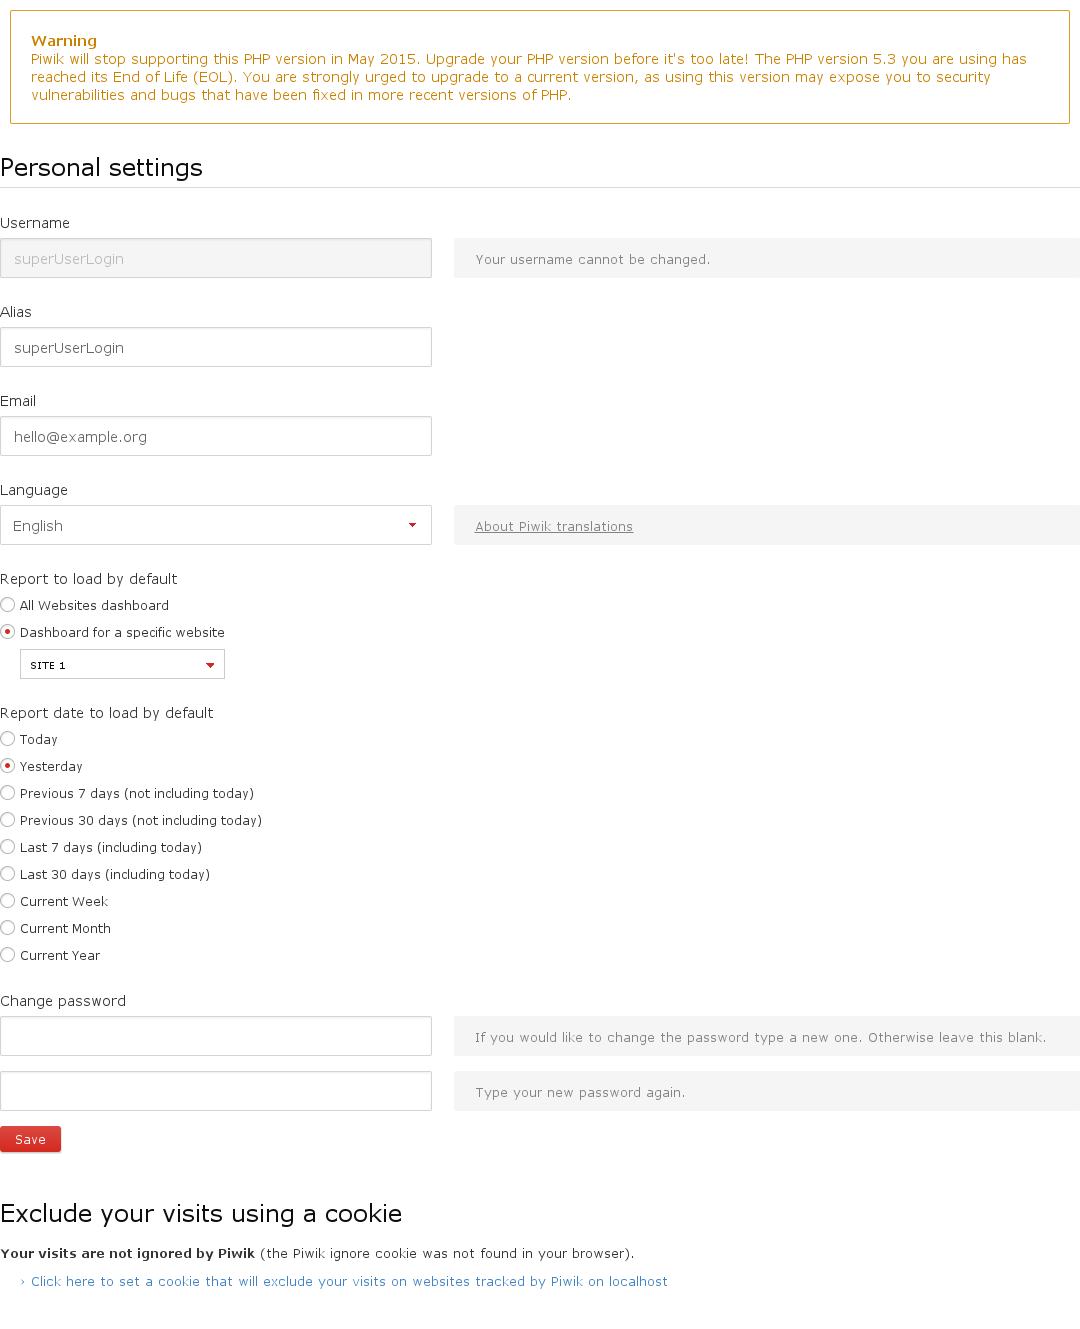 Warning
Piwik will stop supporting this PHP version in May 2015. Upgrade your PHP version before it's too late! The PHP version 5.3 you are using has
reached its End of Life (EOL). You are strongly urged to upgrade to a current version, as using this version may expose you to security
vulnerabilities and bugs that have been fixed in more recent versions of PHP.
Personal settings
Username
superUserLogin
Your username cannot be changed.
Alias
superUserLogin
Email
hello@example.org
Language
English
About Piwik translations
Report to load by default
All Websites dashboard
Dashboard for a specific website
SITE 1
Report date to load by default
Today
Yesterday
Previous 7 days (not including today)
Previous 30 days (not including today)
Last 7 days (including today)
Last 30 days (including today)
Current Week
Current Month
Current Year
Change password
If you would like to change the password type a new one. Otherwise leave this blank.
Type your new password again.
Save
Exclude your visits using a cookie
Your visits are not ignored by Piwik (the Piwik ignore cookie was not found in your browser).
› Click here to set a cookie that will exclude your visits on websites tracked by Piwik on localhost